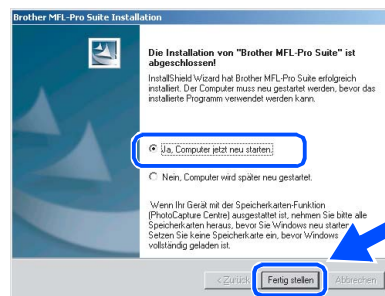 Brother MFL-Pro Suite Installation
Die Installation von "Brother MFL-Pro Suite" ist
abgeschlossen!
InstallShield Wizard hat Brother MFL-Pro Suite erfolgreich
installiert. Der Computer muss neu gestartet werden, bevor das
installierte Programm verwendet werden kann.
Ja, Computer jetzt neu starten.
Nein, Computer wird später neu gestartet.
Wenn Ihr Gerät mit der Speicherkarten-Funktion
(PhotoCapture Centre) ausgestattet ist, nehmen Sie bitte alle
Speicherkarten heraus, bevor Sie Windows neu starten.
Setzen Sie keine Speicherkarte ein, bevor Windows
vollständig geladen ist.
< Zurück Fertig stellen Abbrechen